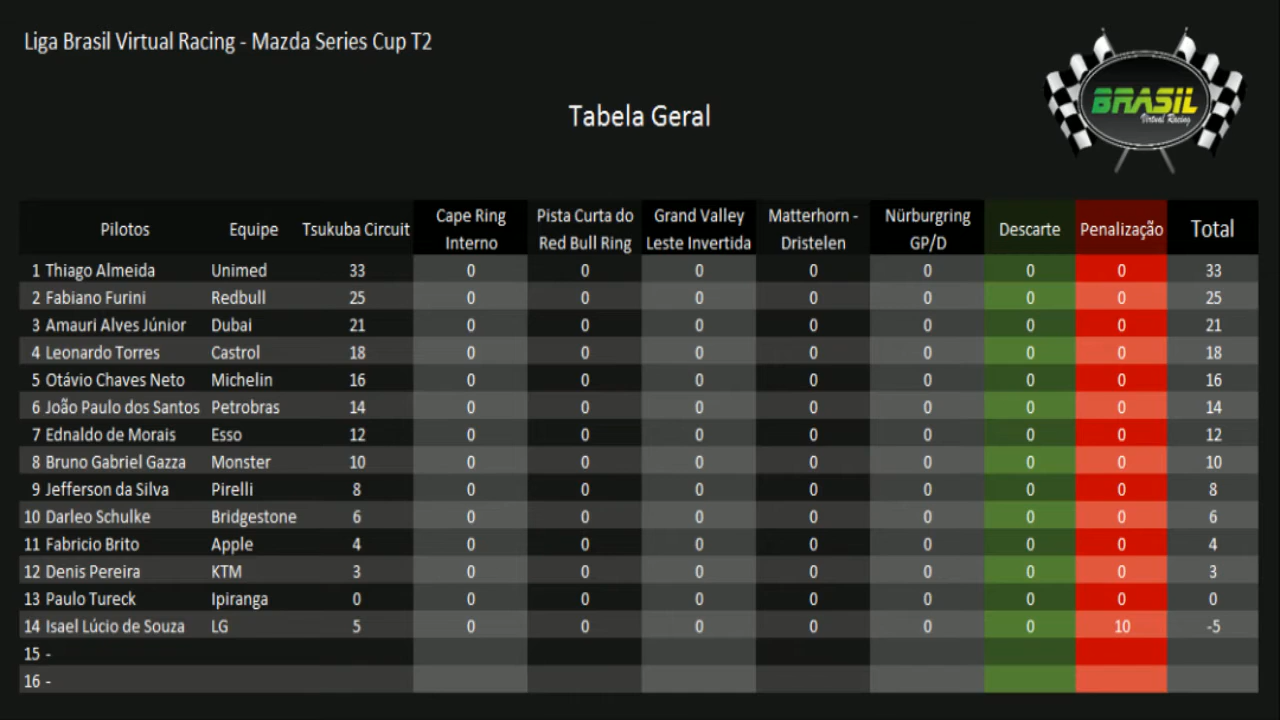 Liga Brasil Virtual Racing - Mazda Series Cup T2
BRASIL
Virtual Racing
Tabela Geral
Pilotos Equipe Tsukuba Circuit Cape Ring Interno Pista Curta do Red Bull Ring Grand Valley Leste Invertida Matterhorn - Dristelen Nürburgring GP/D Descarte Penalização Total
1 Thiago Almeida Unimed 33 0 0 0 0 0 0 0 33
2 Fabiano Furini Redbull 25 0 0 0 0 0 0 0 25
3 Amauri Alves Júnior Dubai 21 0 0 0 0 0 0 0 21
4 Leonardo Torres Castrol 18 0 0 0 0 0 0 0 18
5 Otávio Chaves Neto Michelin 16 0 0 0 0 0 0 0 16
6 João Paulo dos Santos Petrobras 14 0 0 0 0 0 0 0 14
7 Ednaldo de Morais Esso 12 0 0 0 0 0 0 0 12
8 Bruno Gabriel Gazza Monster 10 0 0 0 0 0 0 0 10
9 Jefferson da Silva Pirelli 8 0 0 0 0 0 0 0 8
10 Darleo Schulke Bridgestone 6 0 0 0 0 0 0 0 6
11 Fabricio Brito Apple 4 0 0 0 0 0 0 0 4
12 Denis Pereira KTM 3 0 0 0 0 0 0 0 3
13 Paulo Tureck Ipiranga 0 0 0 0 0 0 0 0 0
14 Isael Lúcio de Souza LG 5 0 0 0 0 0 0 10 -5
15 -
16 -